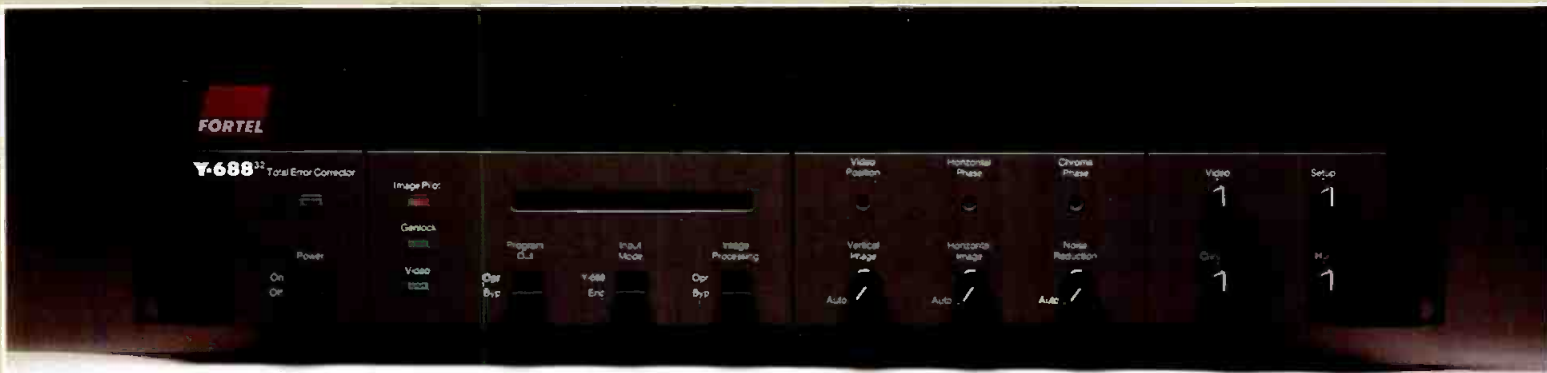 FORTEL
Y-688³² Total Error Corrector
Power
On
Off
Image Pilot
Genlock
Video
Program
Out
Opr
Byp
Input
Mode
Y-688
Enc
Image
Processing
Opr
Byp
Video
Position
Horizontal
Phase
Chroma
Phase
Vertical
Image
Auto
Horizontal
Image
Auto
Noise
Reduction
Auto
Video
Setup